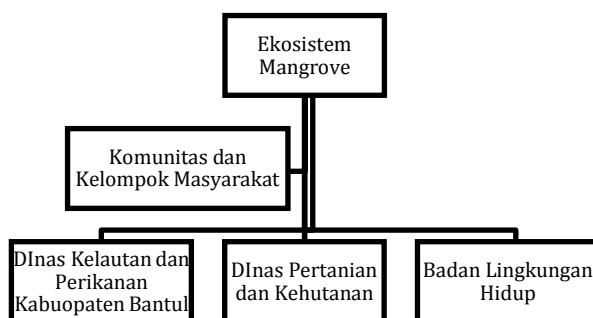 Ekosistem
Mangrove
Komunitas dan
Kelompok Masyarakat
DInas Kelautan dan
Perikanan
Kabuopaten Bantul
DInas Pertanian
dan Kehutanan
Badan Lingkungan
Hidup